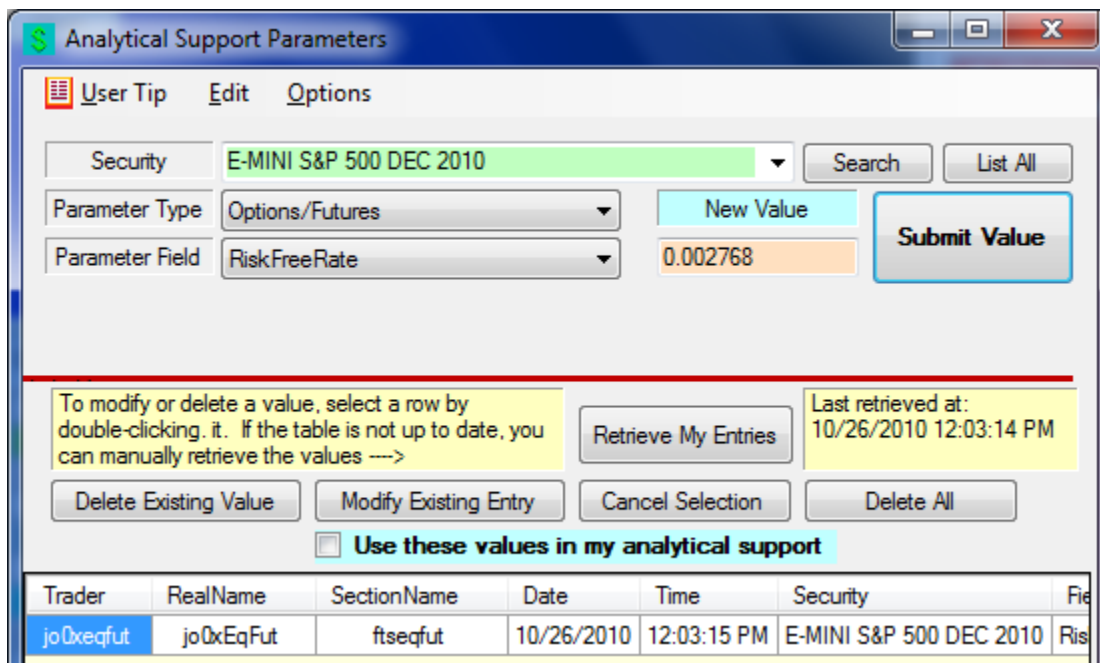 $ Analytical Support Parameters
User Tip Edit Options
Security E-MINI S&P 500 DEC 2010 Search List All
Parameter Type Options/Futures New Value Submit Value
Parameter Field RiskFreeRate 0.002768
To modify or delete a value, select a row by
double-clicking. it. If the table is not up to date, you
can manually retrieve the values ---->
Retrieve My Entries
Last retrieved at:
10/26/2010 12:03:14 PM
Delete Existing Value Modify Existing Entry Cancel Selection Delete All
Use these values in my analytical support
Trader RealName SectionName Date Time Security Fie
jo0xeqfut jo0xEqFut ftseqfut 10/26/2010 12:03:15 PM E-MINI S&P 500 DEC 2010 Ris